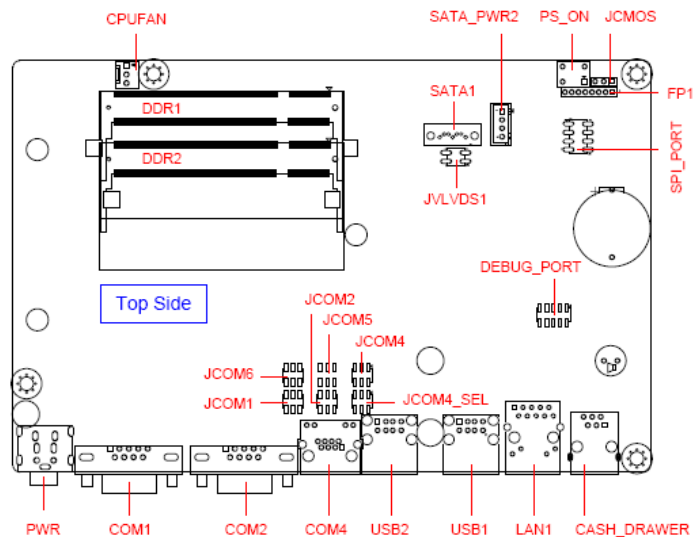 CPUFAN
SATA_PWR2
PS_ON
JCMOS
SATA1
FP1
DDR1
DDR2
SPI_PORT
JVLVDS1
DEBUG_PORT
Top Side
JCOM2
JCOM5
JCOM4
JCOM6
JCOM1
JCOM4_SEL
PWR
COM1
COM2
COM4
USB2
USB1
LAN1
CASH_DRAWER